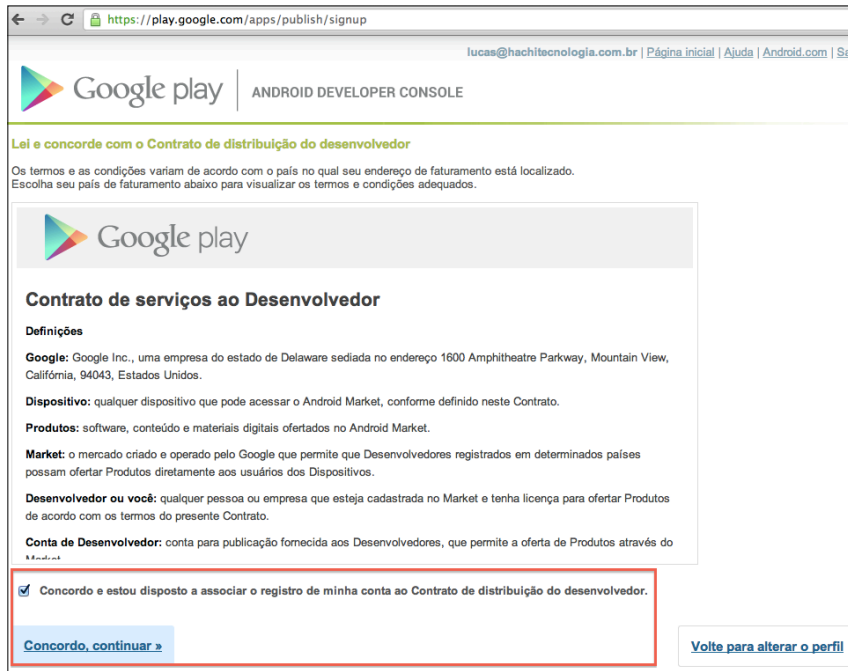 https://play.google.com/apps/publish/signup
lucas@hachitecnologia.com.br | Página inicial | Ajuda | Android.com | Sa
Google play | ANDROID DEVELOPER CONSOLE
Lei e concorde com o Contrato de distribuição do desenvolvedor
Os termos e as condições variam de acordo com o país no qual seu endereço de faturamento está localizado.
Escolha seu país de faturamento abaixo para visualizar os termos e condições adequados.
Google play
Contrato de serviços ao Desenvolvedor
Definições
Google: Google Inc., uma empresa do estado de Delaware sediada no endereço 1600 Amphitheatre Parkway, Mountain View,
Califórnia, 94043, Estados Unidos.
Dispositivo: qualquer dispositivo que pode acessar o Android Market, conforme definido neste Contrato.
Produtos: software, conteúdo e materiais digitais ofertados no Android Market.
Market: o mercado criado e operado pelo Google que permite que Desenvolvedores registrados em determinados países
possam ofertar Produtos diretamente aos usuários dos Dispositivos.
Desenvolvedor ou você: qualquer pessoa ou empresa que esteja cadastrada no Market e tenha licença para ofertar Produtos
de acordo com os termos do presente Contrato.
Conta de Desenvolvedor: conta para publicação fornecida aos Desenvolvedores, que permite a oferta de Produtos através do
Market
Concordo e estou disposto a associar o registro de minha conta ao Contrato de distribuição do desenvolvedor.
Concordo, continuar »
Volte para alterar o perfil